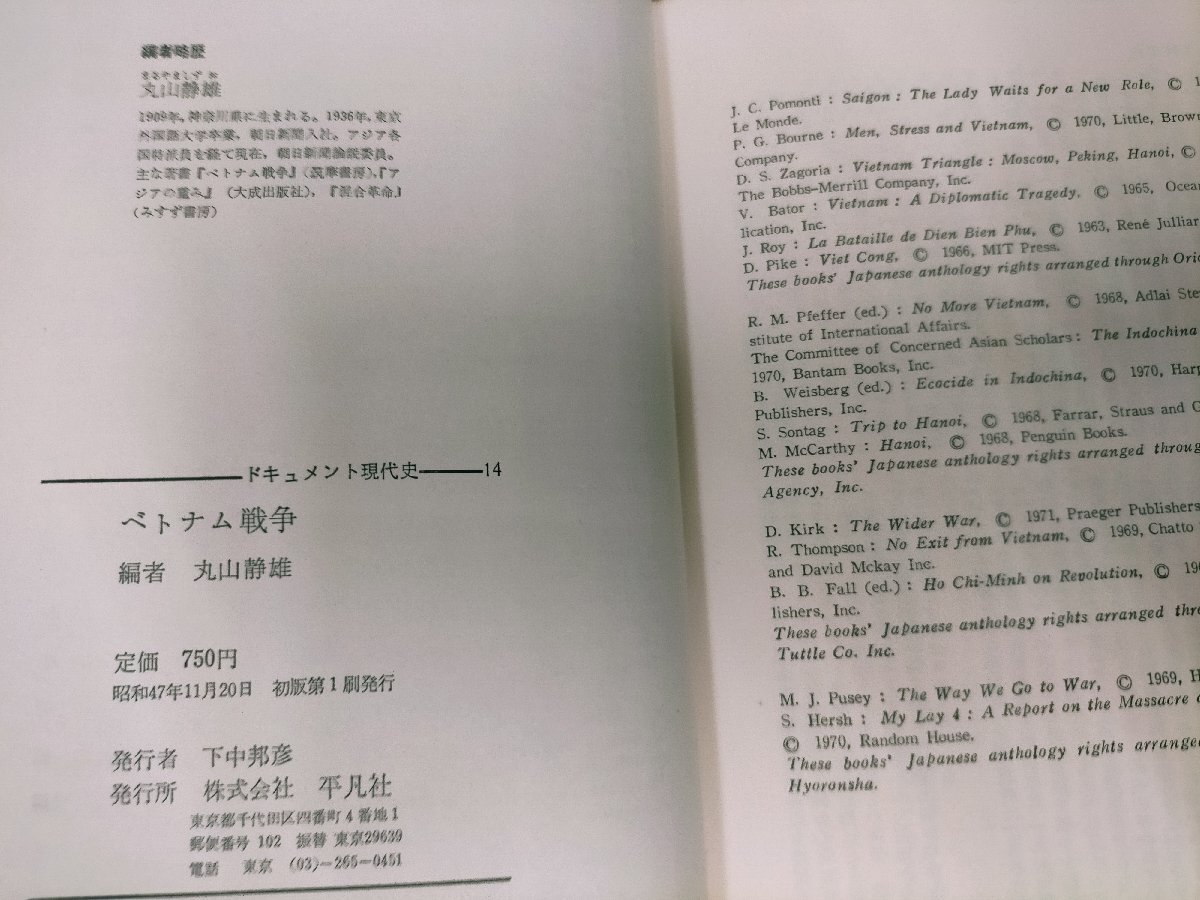 編者略歴
まるやましず お
丸山静雄
1909年,神奈川県に生まれる。1936年,東京
外国語大学卒業,朝日新聞入社。アジア各
国特派員を経て現在,朝日新聞論説委員。
主な著書『ベトナム戦争』(筑摩書房),『ア
ジアの重み』(大成出版社),『混合革命』
(みすず書房)
ドキュメント現代史 14
ベトナム戦争
編者 丸山静雄
定価 750円
昭和47年11月20日 初版第1刷発行
発行者 下中邦彦
発行所 株式会社 平凡社
東京都千代田区四番町4番地1
郵便番号 102 振替 東京29639
電話 東京 (03)-265-0451
J. C. Pomonti : Saigon : The Lady Waits for a New Role, © 1
Le Monde.
P. G. Bourne : Men, Stress and Vietnam, © 1970, Little, Brown
Company.
D. S. Zagoria : Vietnam Triangle : Moscow, Peking, Hanoi, ©
The Bobbs-Merrill Company, Inc.
V. Bator : Vietnam : A Diplomatic Tragedy, © 1965, Ocean
lication, Inc.
J. Roy : La Bataille de Dien Bien Phu, © 1963, René Julliar
D. Pike : Viet Cong, © 1966, MIT Press.
These books' Japanese anthology rights arranged through Ori
R. M. Pfeffer (ed.) : No More Vietnam, © 1968, Adlai Ste
stitute of International Affairs.
The Committee of Concerned Asian Scholars : The Indochina
1970, Bantam Books, Inc.
B. Weisberg (ed.) : Ecocide in Indochina, © 1970, Harp
Publishers, Inc.
S. Sontag : Trip to Hanoi, © 1968, Farrar, Straus and G
M. McCarthy : Hanoi, © 1968, Penguin Books.
These books' Japanese anthology rights arranged throug
Agency, Inc.
D. Kirk : The Wider War, © 1971, Praeger Publishers
R. Thompson : No Exit from Vietnam, © 1969, Chatto
and David Mckay Inc.
B. B. Fall (ed.) : Ho Chi-Minh on Revolution, © 196
lishers, Inc.
These books' Japanese anthology rights arranged thr
Tuttle Co. Inc.
M. J. Pusey : The Way We Go to War, © 1969, H
S. Hersh : My Lay 4 : A Report on the Massacre
© 1970, Random House.
These books' Japanese anthology rights arrange
Hyoronsha.